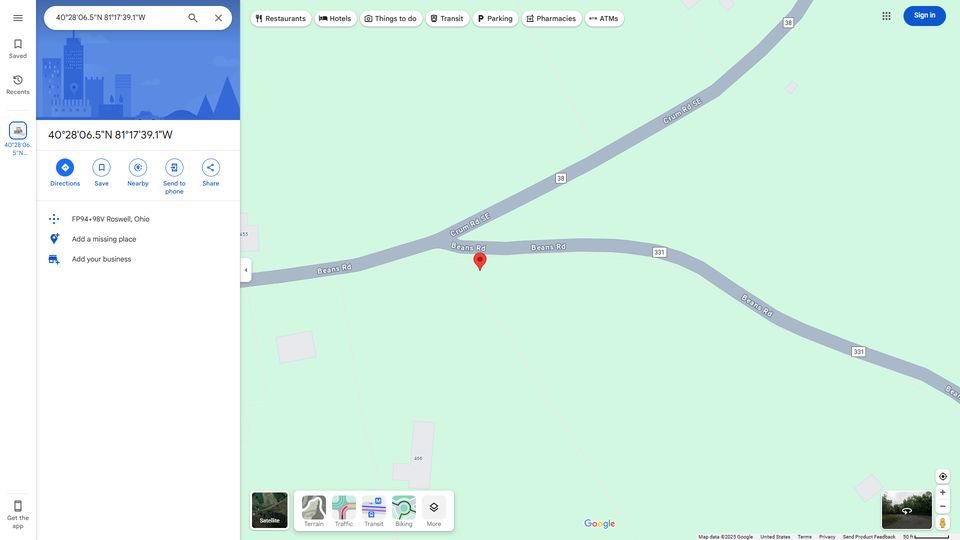 40°28'06.5"N 81°17'39.1"W
Restaurants
Hotels
Things to do
Transit
Parking
Pharmacies
ATMs
Sign in
Saved
Recents
40°28'06.
5"N...
40°28'06.5"N 81°17'39.1"W
Directions
Save
Nearby
Send to
phone
Share
FP94+98V Roswell, Ohio
Add a missing place
Add your business
Get the
app
38
Crum Rd SE
38
Crum Rd SE
Beans Rd
Beans Rd
Beans Rd
331
Beans Rd
331
Bean
455
466
Satellite
Terrain
Traffic
Transit
Biking
More
Google
Map data ©2025 Google
United States
Terms
Privacy
Send Product Feedback
50 ft